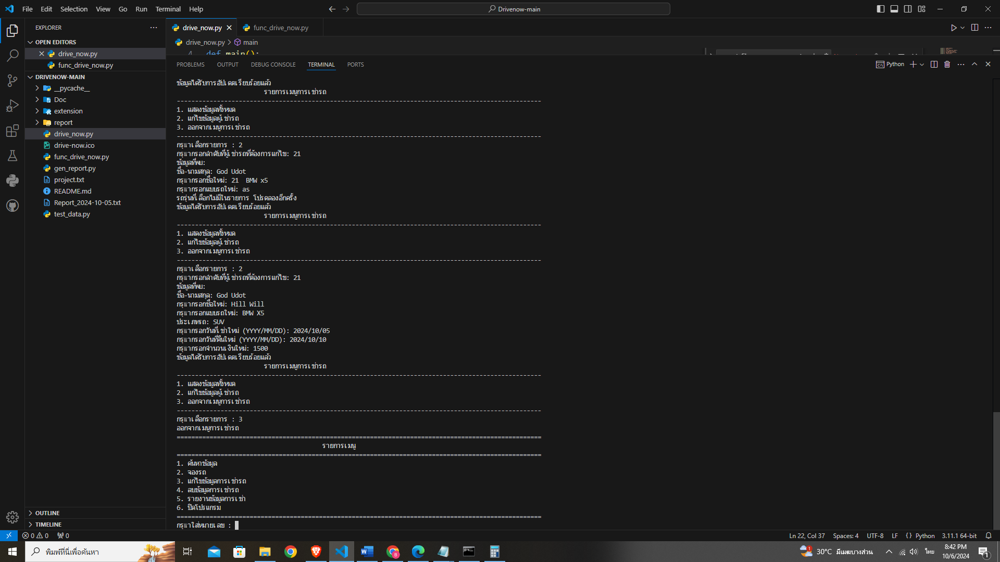 File Edit Selection View Go Run Terminal Help
Drivenow-main
EXPLORER
OPEN EDITORS
drive_now.py
func_drive_now.py
DRIVENOW-MAIN
__pycache__
Doc
extension
report
drive_now.py
drive-now.ico
func_drive_now.py
gen_report.py
project.txt
README.md
Report_2024-10-05.txt
test_data.py
OUTLINE
TIMELINE
drive_now.py
func_drive_now.py
drive_now.py > main
4 def main():
PROBLEMS OUTPUT DEBUG CONSOLE TERMINAL PORTS
Python
ข้อมูลได้รับการอัปเดตเรียบร้อยแล้ว
รายการเมนูการเช่ารถ
----------------------------------------------------------------------------------------------------
1. แสดงข้อมูลทั้งหมด
2. แก้ไขข้อมูลผู้เช่ารถ
3. ออกจากเมนูการเช่ารถ
----------------------------------------------------------------------------------------------------
กรุณาเลือกรายการ : 2
กรุณากรอกลำดับที่ผู้เช่ารถที่ต้องการแก้ไข: 21
ข้อมูลที่พบ:
ชื่อ-นามสกุล: God Udot
กรุณากรอกชื่อใหม่: 21  BMW x5
กรุณากรอกแบบรถใหม่: as
รถรุ่นที่เลือกไม่มีในรายการ โปรดลองอีกครั้ง
ข้อมูลได้รับการอัปเดตเรียบร้อยแล้ว
รายการเมนูการเช่ารถ
----------------------------------------------------------------------------------------------------
1. แสดงข้อมูลทั้งหมด
2. แก้ไขข้อมูลผู้เช่ารถ
3. ออกจากเมนูการเช่ารถ
----------------------------------------------------------------------------------------------------
กรุณาเลือกรายการ : 2
กรุณากรอกลำดับที่ผู้เช่ารถที่ต้องการแก้ไข: 21
ข้อมูลที่พบ:
ชื่อ-นามสกุล: God Udot
กรุณากรอกชื่อใหม่: Hill Will
กรุณากรอกแบบรถใหม่: BMW X5
ประเภทรถ: SUV
กรุณากรอกวันที่เช่าใหม่ (YYYY/MM/DD): 2024/10/05
กรุณากรอกวันที่คืนใหม่ (YYYY/MM/DD): 2024/10/10
กรุณากรอกจำนวนเงินใหม่: 1500
ข้อมูลได้รับการอัปเดตเรียบร้อยแล้ว
รายการเมนูการเช่ารถ
----------------------------------------------------------------------------------------------------
1. แสดงข้อมูลทั้งหมด
2. แก้ไขข้อมูลผู้เช่ารถ
3. ออกจากเมนูการเช่ารถ
----------------------------------------------------------------------------------------------------
กรุณาเลือกรายการ : 3
ออกจากเมนูการเช่ารถ
====================================================================================================
รายการเมนู
====================================================================================================
1. ค้นหาข้อมูล
2. จองรถ
3. แก้ไขข้อมูลการเช่ารถ
4. ลบข้อมูลการเช่ารถ
5. รายงานข้อมูลการเช่า
6. ปิดโปรแกรม
====================================================================================================
กรุณาใส่หมายเลข :
0 0 0 Ln 22, Col 37 Spaces: 4 UTF-8 LF {} Python 3.11.1 64-bit
พิมพ์ที่นี่เพื่อค้นหา
30°C มีเมฆบางส่วน ไทย 8:42 PM
10/6/2024